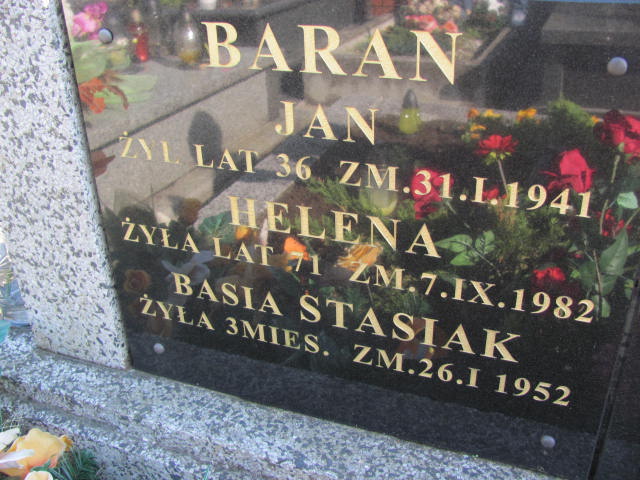 BARAN
JAN
ŻYŁ LAT 36 ZM.31.I.1941
HELENA
ŻYŁA LAT 71 ZM.7.IX.1982
BASIA STASIAK
ŻYŁA 3MIES. ZM.26.I 1952